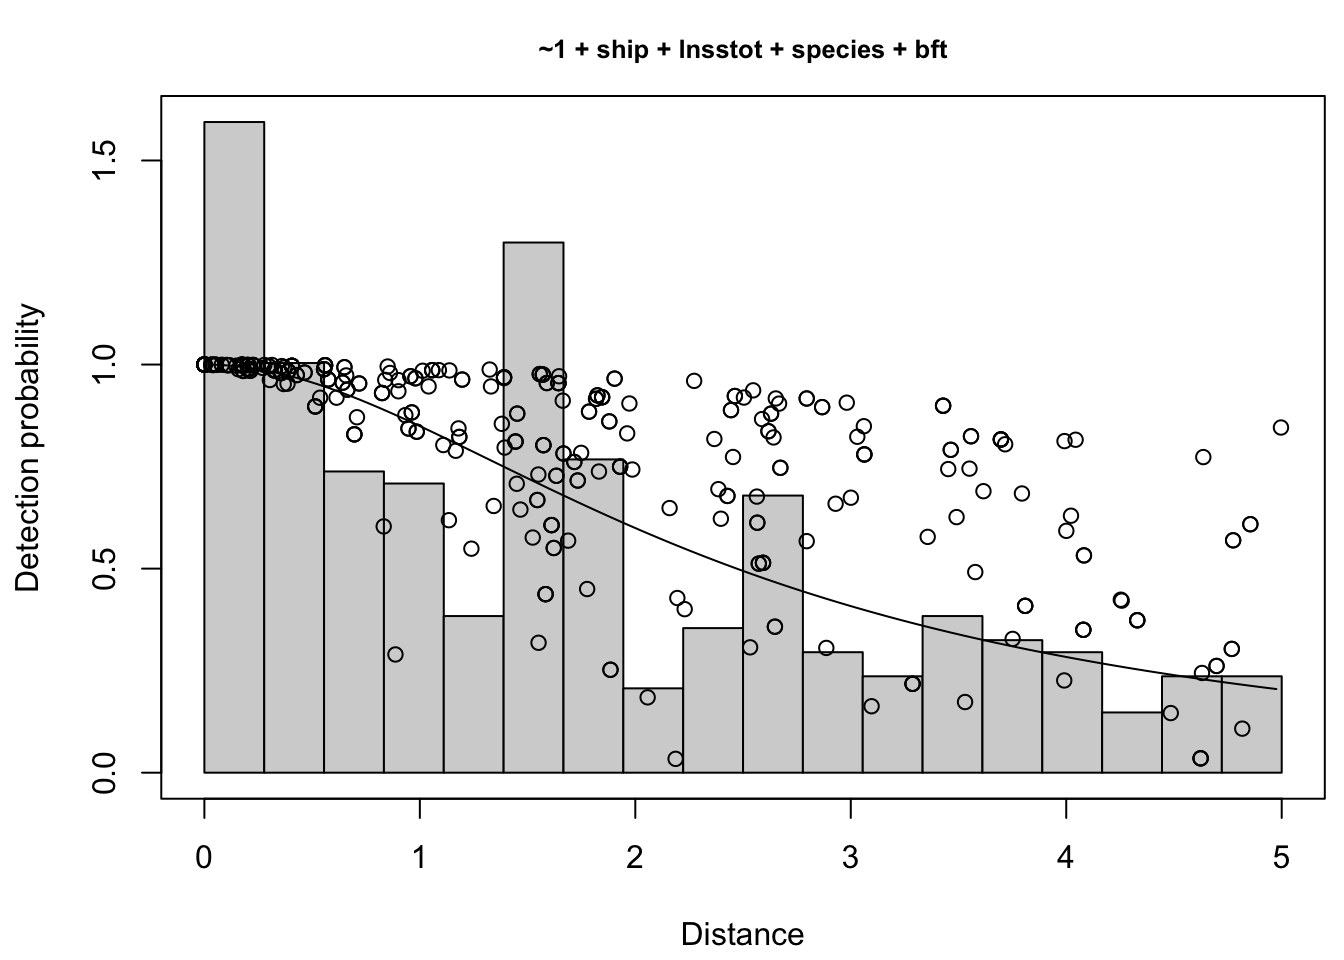 ~1 + ship + lnsstot + species + bft
Detection probability
1.5
1.0
0.5
0.0
0 1 2 3 4 5
Distance